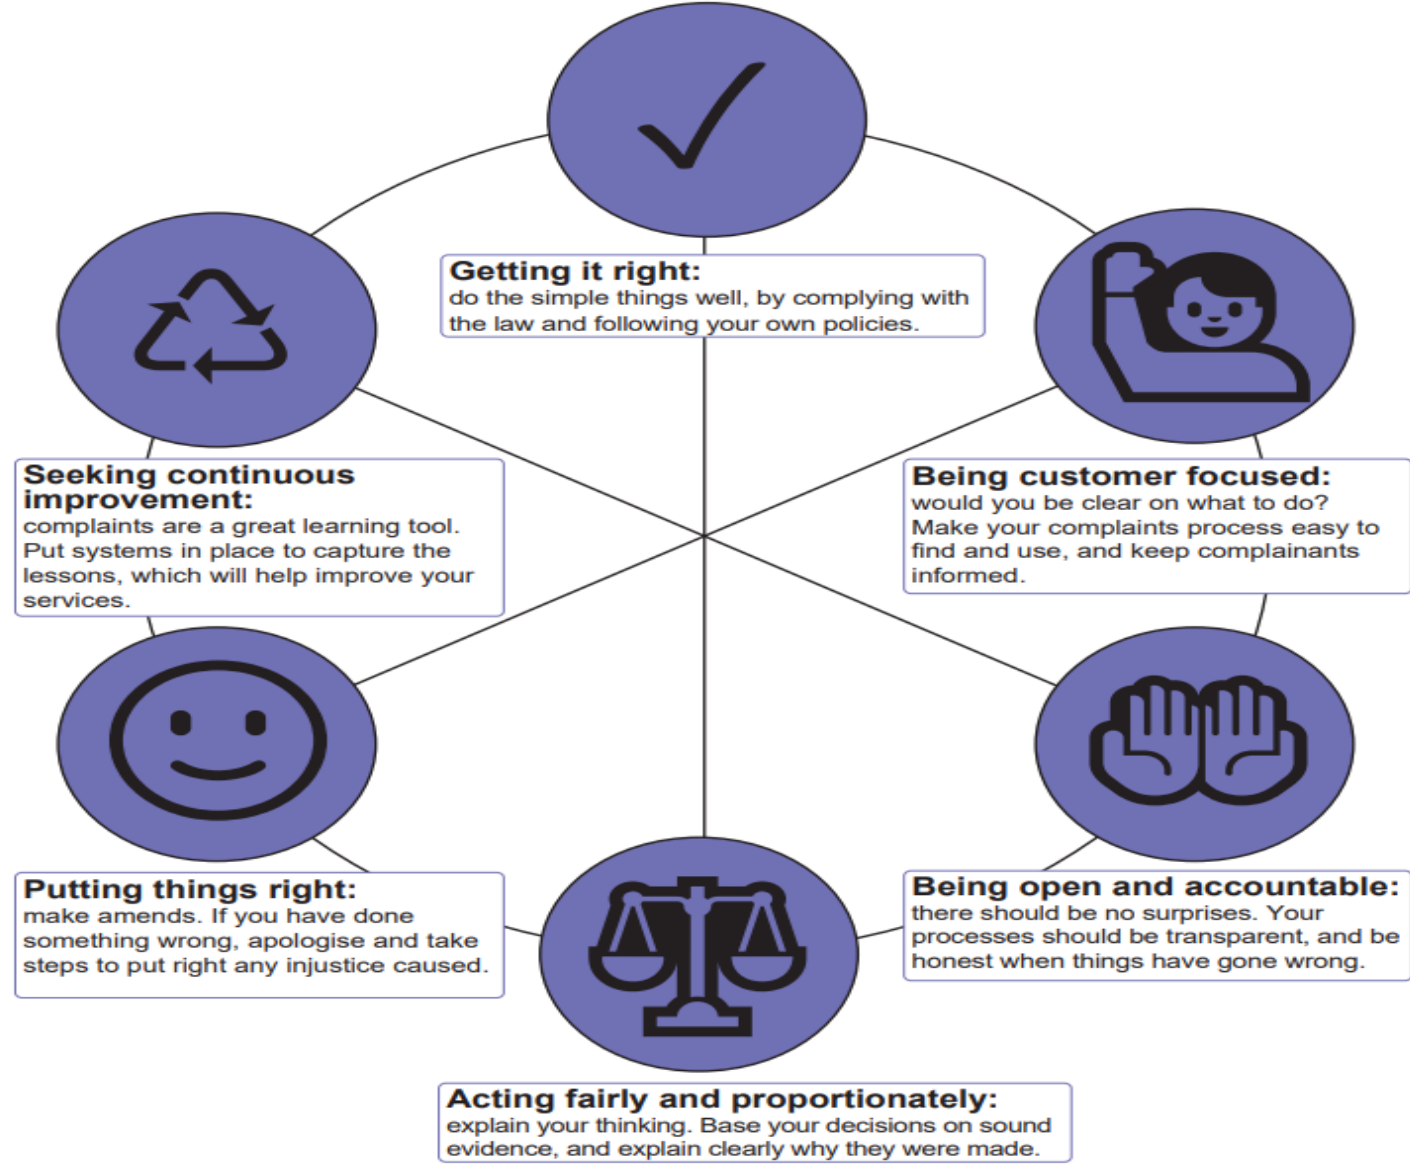 Getting it right:
do the simple things well, by complying with
the law and following your own policies.
Being customer focused:
would you be clear on what to do?
Make your complaints process easy to
find and use, and keep complainants
informed.
Being open and accountable:
there should be no surprises. Your
processes should be transparent, and be
honest when things have gone wrong.
Acting fairly and proportionately:
explain your thinking. Base your decisions on sound
evidence, and explain clearly why they were made.
Putting things right:
make amends. If you have done
something wrong, apologise and take
steps to put right any injustice caused.
Seeking continuous
improvement:
complaints are a great learning tool.
Put systems in place to capture the
lessons, which will help improve your
services.